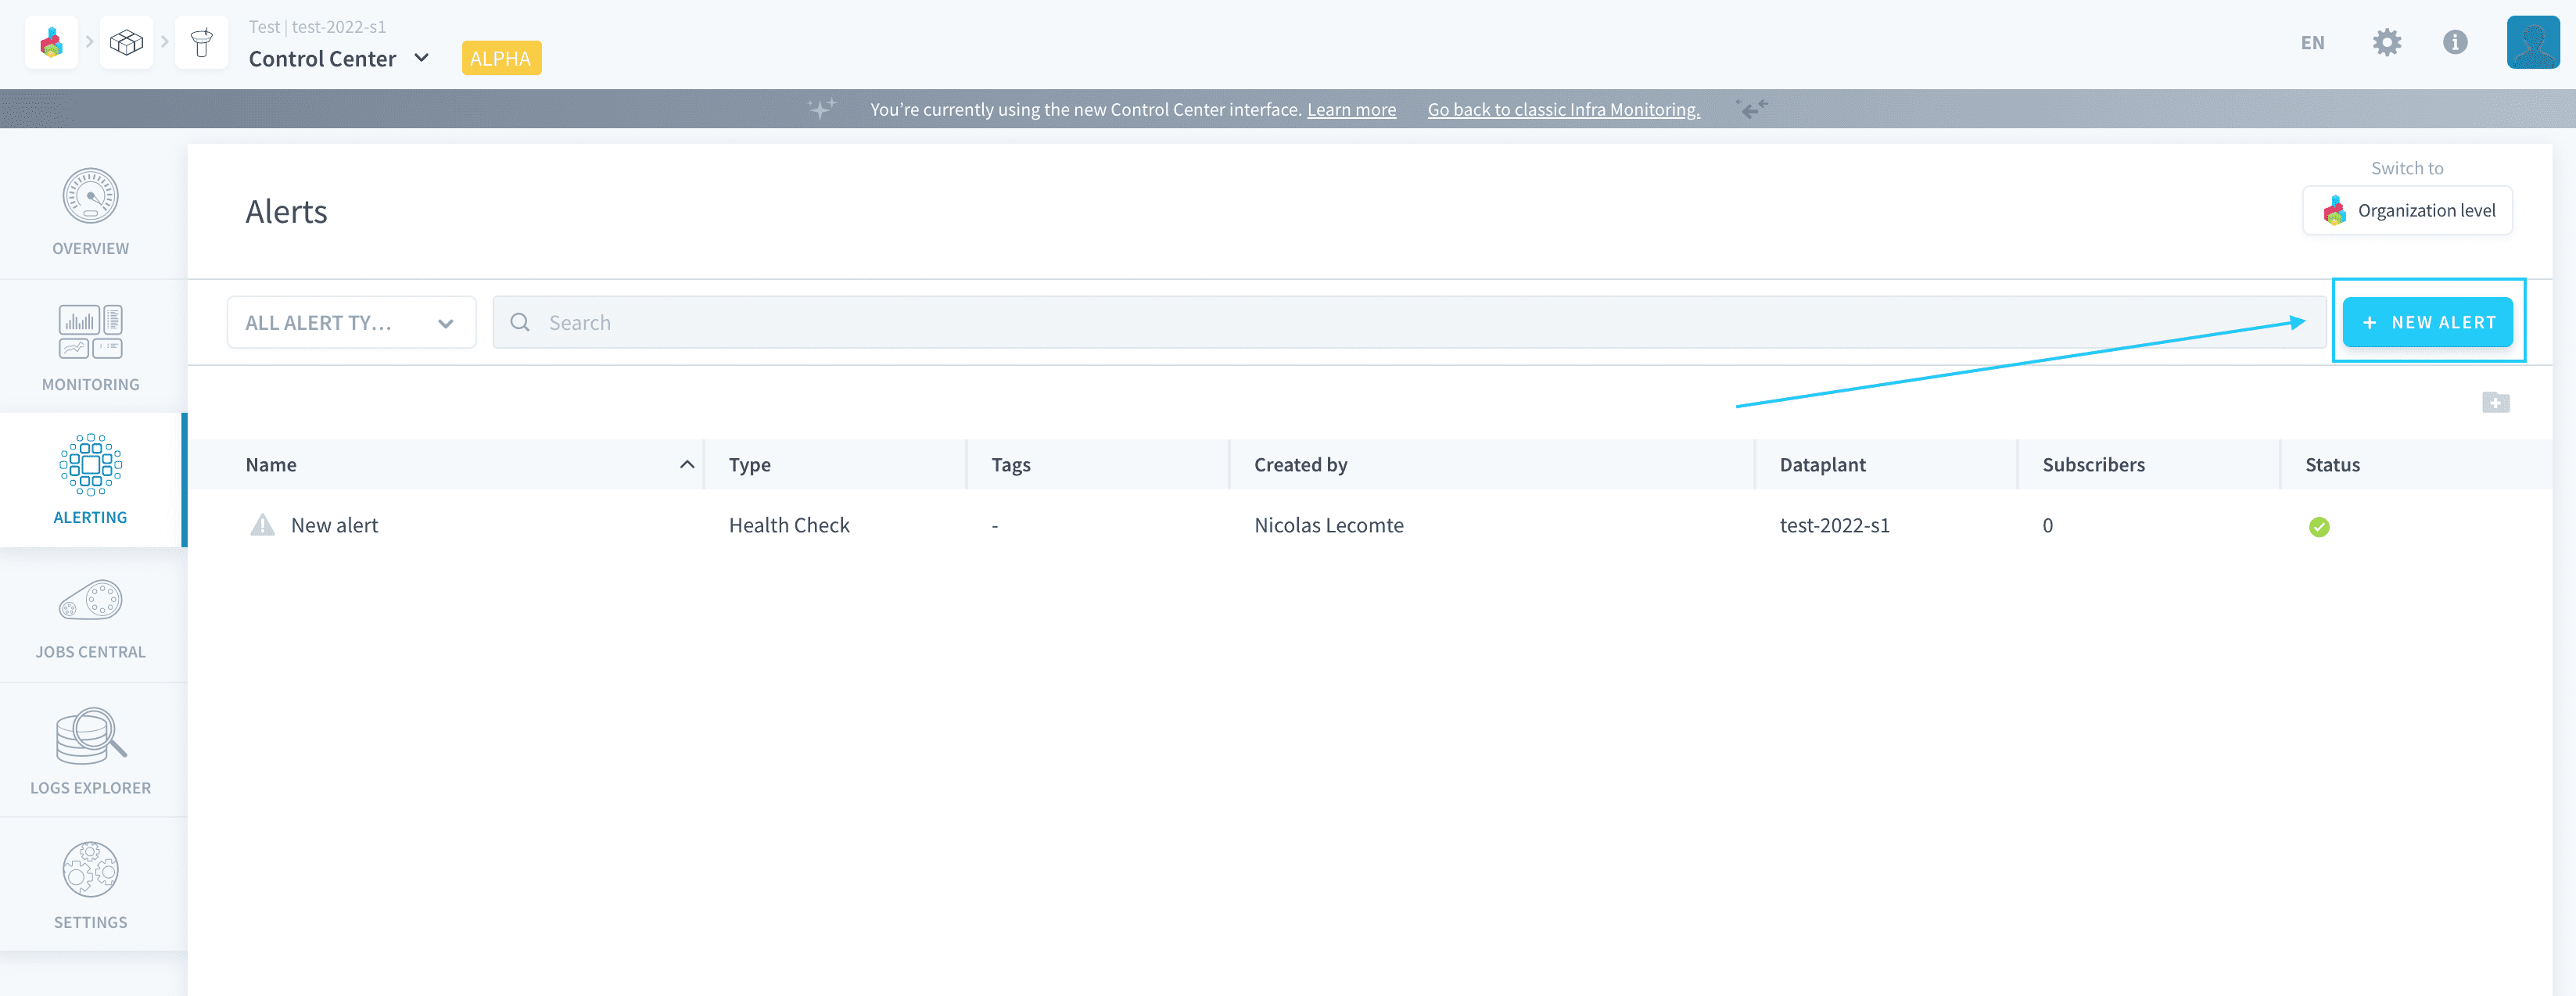 Test | test-2022-s1
Control Center
ALPHA
EN
You're currently using the new Control Center interface. Learn more Go back to classic Infra Monitoring.
OVERVIEW
MONITORING
ALERTING
JOBS CENTRAL
LOGS EXPLORER
SETTINGS
Alerts
Switch to
Organization level
ALL ALERT TY...
Search
+ NEW ALERT
Name Type Tags Created by Dataplant Subscribers Status
New alert Health Check - Nicolas Lecomte test-2022-s1 0